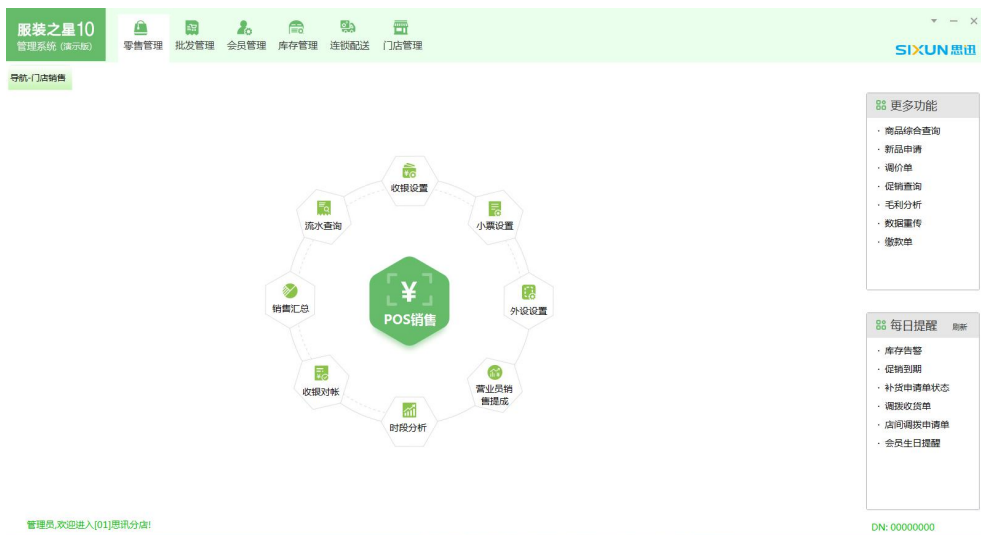 服装之星10
管理系统 (演示版)
零售管理
批发管理
会员管理
库存管理
连锁配送
门店管理
SIXUN思迅
导航-门店销售
收银设置
流水查询
小票设置
销售汇总
¥
POS销售
外设设置
收银对帐
营业员销
售提成
时段分析
更多功能
· 商品综合查询
· 新品申请
· 调价单
· 促销查询
· 毛利分析
· 数据重传
· 缴款单
每日提醒 刷新
· 库存告警
· 促销到期
· 补货申请单状态
· 调拨收货单
· 店间调拨申请单
· 会员生日提醒
管理员,欢迎进入[01]思讯分店!
DN: 00000000